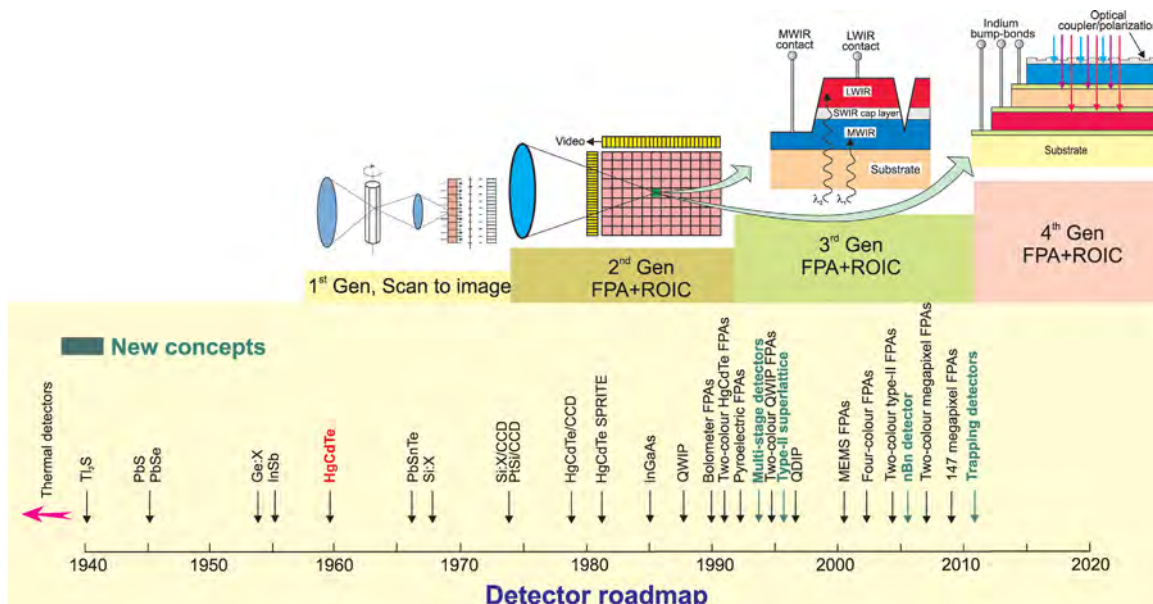 MWIR
contact
LWIR
contact
Indium
bump-bonds
Optical
coupler/polarization
LWIR
SWIR cap layer
MWIR
Substrate
λ₂ λ₁
Substrate
Video
1st Gen, Scan to image
2nd Gen
FPA+ROIC
3rd Gen
FPA+ROIC
4th Gen
FPA+ROIC
New concepts
Thermal detectors
PbS
PbSe
Ge:X
InSb
HgCdTe
PbSnTe
Si:X
Si:X/CCD
PtSi/CCD
HgCdTe/CCD
HgCdTe SPRITE
InGaAs
QWIP
Bolometer FPAs
Two-colour HgCdTe FPAs
Pyroelectric FPAs
Multi-stage detectors
Two-colour QWIP FPAs
Type-II superlattice
QDIP
MEMS FPAs
Four-colour FPAs
Two-colour type-II FPAs
nBn detector
Two-colour megapixel FPAs
147 megapixel FPAs
Trapping detectors
1940 1950 1960 1970 1980 1990 2000 2010 2020
Detector roadmap